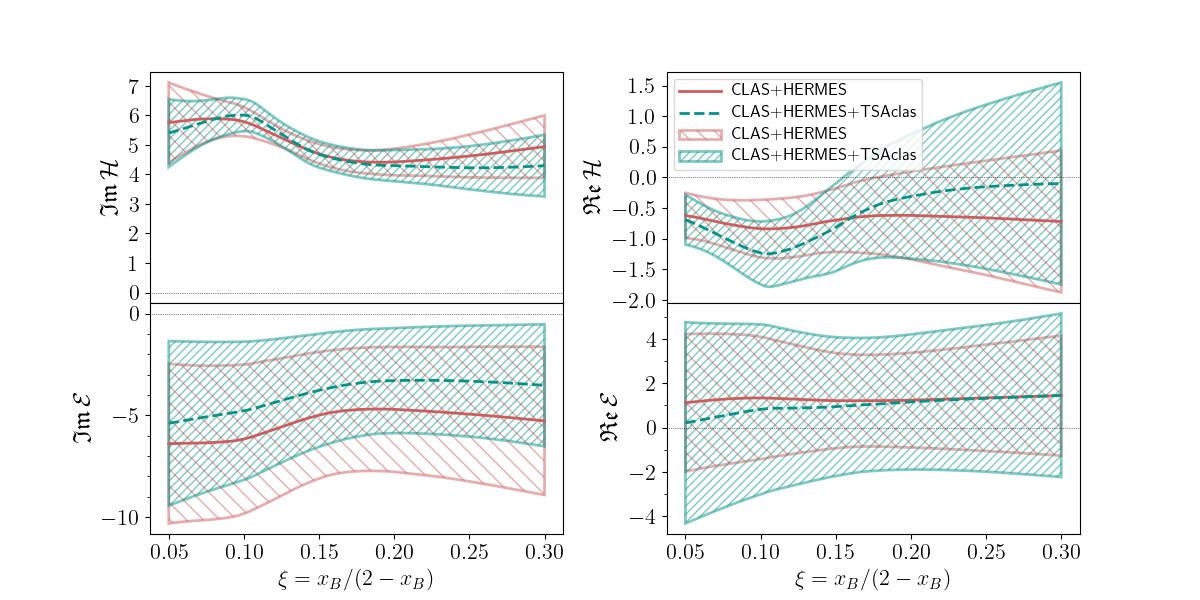 7
6
5
4
3
2
1
0
ℑ𝔪 ℋ
1.5
1.0
0.5
0.0
−0.5
−1.0
−1.5
−2.0
ℜ𝔢 ℋ
CLAS+HERMES
CLAS+HERMES+TSAclas
CLAS+HERMES
CLAS+HERMES+TSAclas
0
−5
−10
ℑ𝔪 ℰ
0.05 0.10 0.15 0.20 0.25 0.30
ξ = x_B/(2 − x_B)
4
2
0
−2
−4
ℜ𝔢 ℰ
0.05 0.10 0.15 0.20 0.25 0.30
ξ = x_B/(2 − x_B)